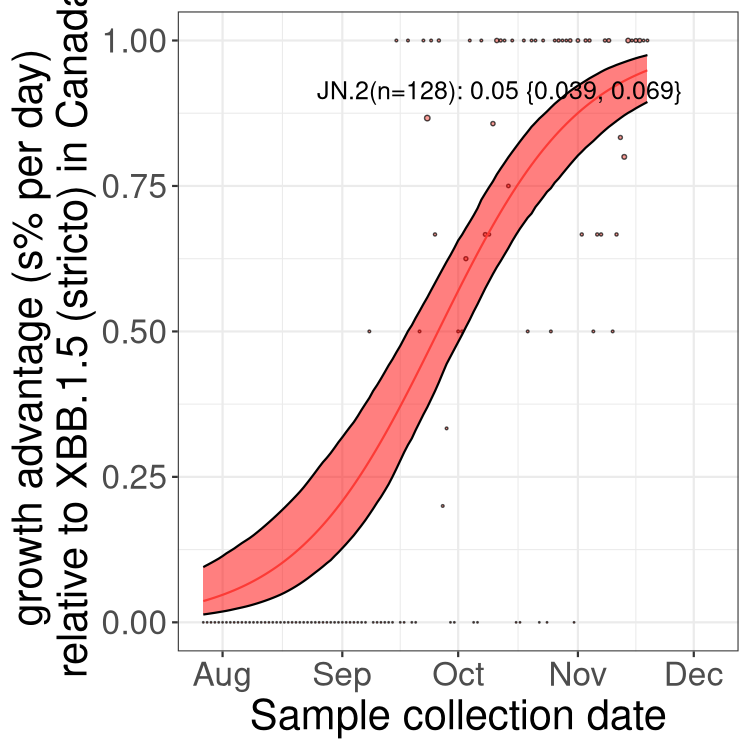 growth advantage (s% per day)
relative to XBB.1.5 (stricto) in Canada
1.00
0.75
0.50
0.25
0.00
JN.2(n=128): 0.05 {0.039, 0.069}
Aug Sep Oct Nov Dec
Sample collection date